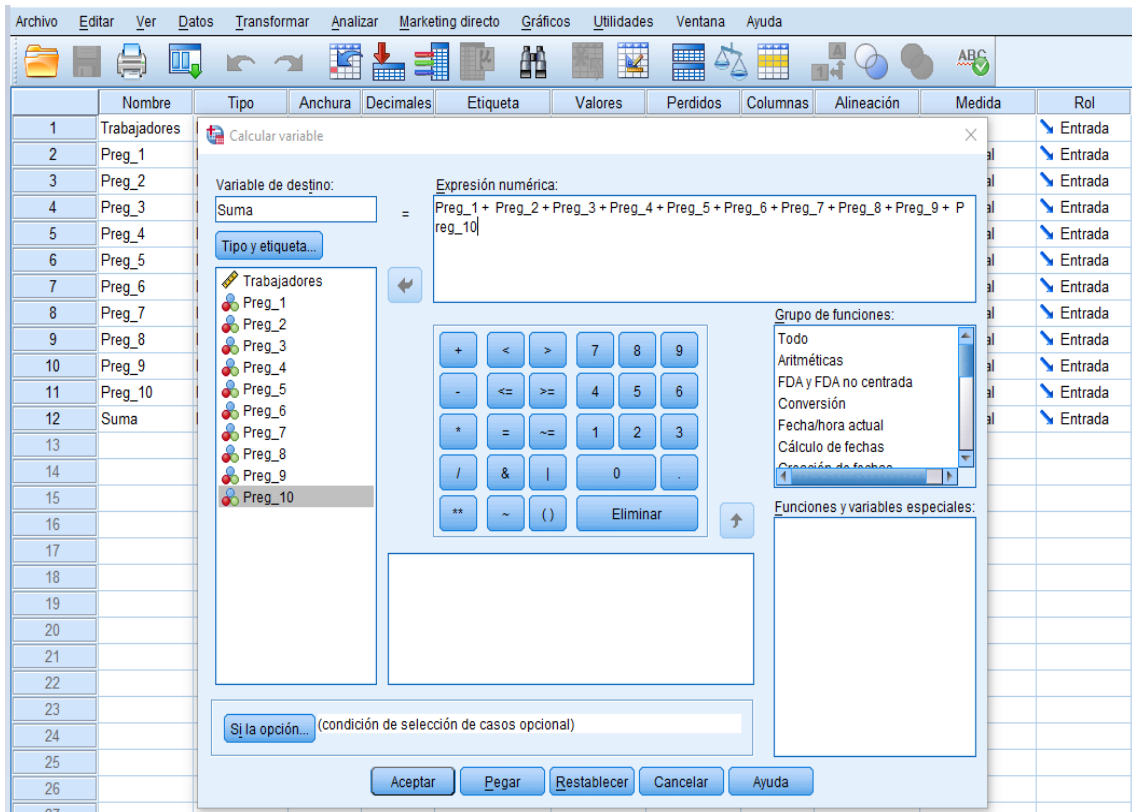 Archivo Editar Ver Datos Transformar Analizar Marketing directo Gráficos Utilidades Ventana Ayuda
Nombre Tipo Anchura Decimales Etiqueta Valores Perdidos Columnas Alineación Medida Rol
1 Trabajadores Entrada
2 Preg_1 Entrada
3 Preg_2 Entrada
4 Preg_3 Entrada
5 Preg_4 Entrada
6 Preg_5 Entrada
7 Preg_6 Entrada
8 Preg_7 Entrada
9 Preg_8 Entrada
10 Preg_9 Entrada
11 Preg_10 Entrada
12 Suma Entrada
13
14
15
16
17
18
19
20
21
22
23
24
25
26
Calcular variable
Variable de destino:
Suma
=
Tipo y etiqueta...
Expresión numérica:
Preg_1 + Preg_2 + Preg_3 + Preg_4 + Preg_5 + Preg_6 + Preg_7 + Preg_8 + Preg_9 + P
reg_10
Trabajadores
Preg_1
Preg_2
Preg_3
Preg_4
Preg_5
Preg_6
Preg_7
Preg_8
Preg_9
Preg_10
+ < > 7 8 9
- <= >= 4 5 6
* = ~= 1 2 3
/ & | 0 .
** ~ ( ) Eliminar
Grupo de funciones:
Todo
Aritméticas
FDA y FDA no centrada
Conversión
Fecha/hora actual
Cálculo de fechas
Creación de fechas
Funciones y variables especiales:
Si la opción... (condición de selección de casos opcional)
Aceptar Pegar Restablecer Cancelar Ayuda